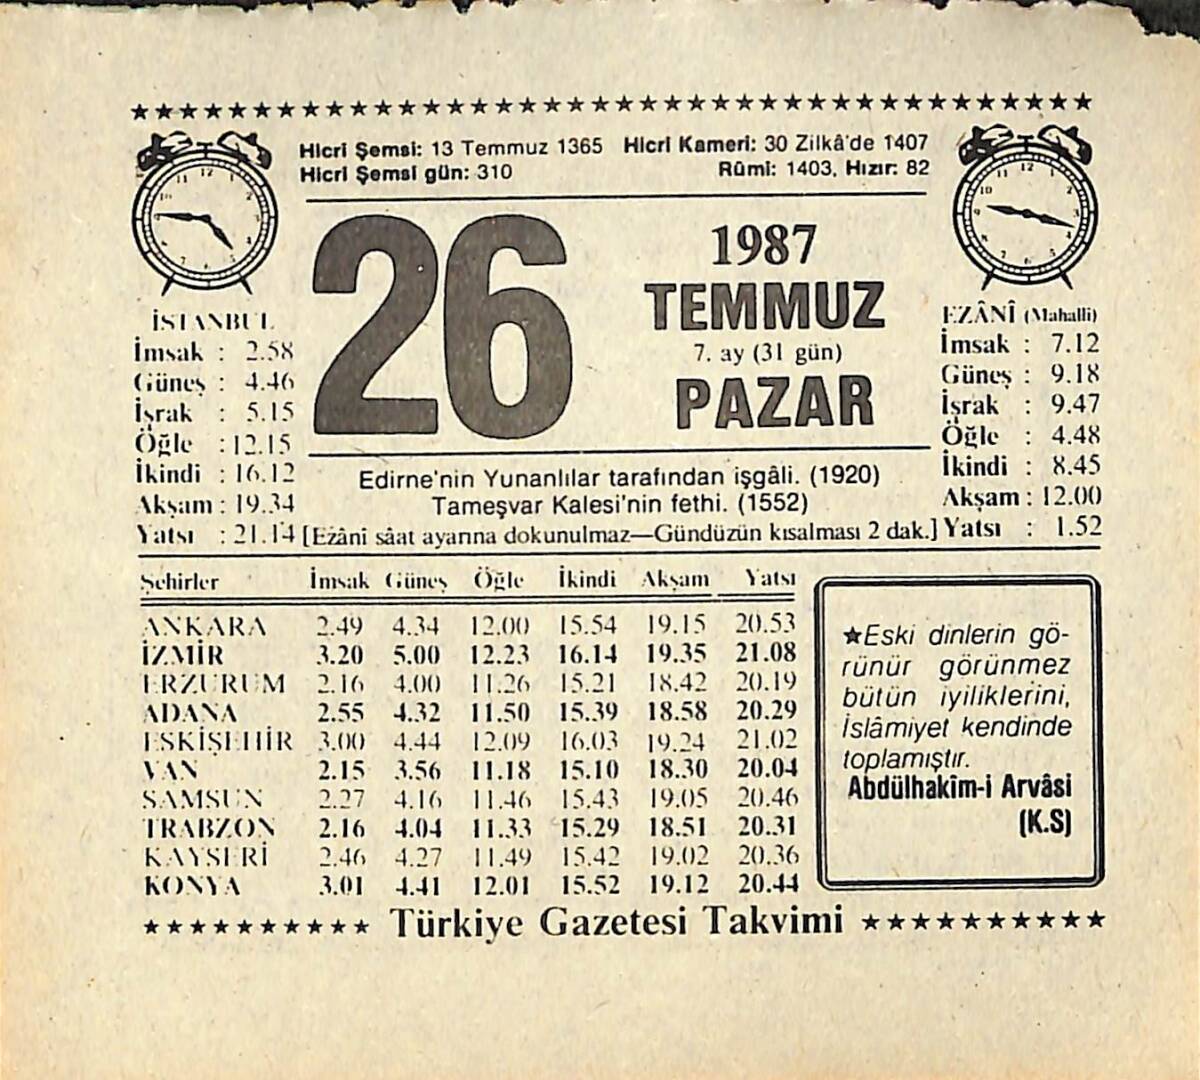 Hicri Şemsi: 13 Temmuz 1365 Hicri Kameri: 30 Zilkâ'de 1407
Hicri Şemsi gün: 310 Rûmi: 1403, Hızır: 82
26
1987
TEMMUZ
7. ay (31 gün)
PAZAR
İSTANBUL
İmsak : 2.58
Güneş : 4.46
İşrak : 5.15
Öğle : 12.15
İkindi : 16.12
Akşam : 19.34
Yatsı : 21.14
EZÂNÎ (Mahalli)
İmsak : 7.12
Güneş : 9.18
İşrak : 9.47
Öğle : 4.48
İkindi : 8.45
Akşam : 12.00
Yatsı : 1.52
Edirne'nin Yunanlılar tarafından işgâli. (1920)
Tameşvar Kalesi'nin fethi. (1552)
[Ezâni sâat ayarına dokunulmaz—Gündüzün kısalması 2 dak.]
Şehirler İmsak Güneş Öğle İkindi Akşam Yatsı
ANKARA 2.49 4.34 12.00 15.54 19.15 20.53
İZMİR 3.20 5.00 12.23 16.14 19.35 21.08
ERZURUM 2.16 4.00 11.26 15.21 18.42 20.19
ADANA 2.55 4.32 11.50 15.39 18.58 20.29
ESKİŞEHİR 3.00 4.44 12.09 16.03 19.24 21.02
VAN 2.15 3.56 11.18 15.10 18.30 20.04
SAMSUN 2.27 4.16 11.46 15.43 19.05 20.46
TRABZON 2.16 4.04 11.33 15.29 18.51 20.31
KAYSERİ 2.46 4.27 11.49 15.42 19.02 20.36
KONYA 3.01 4.41 12.01 15.52 19.12 20.44
★Eski dinlerin gö-
rünür görünmez
bütün iyiliklerini,
İslâmiyet kendinde
toplamıştır.
Abdülhakîm-i Arvâsi
(K.S)
Türkiye Gazetesi Takvimi